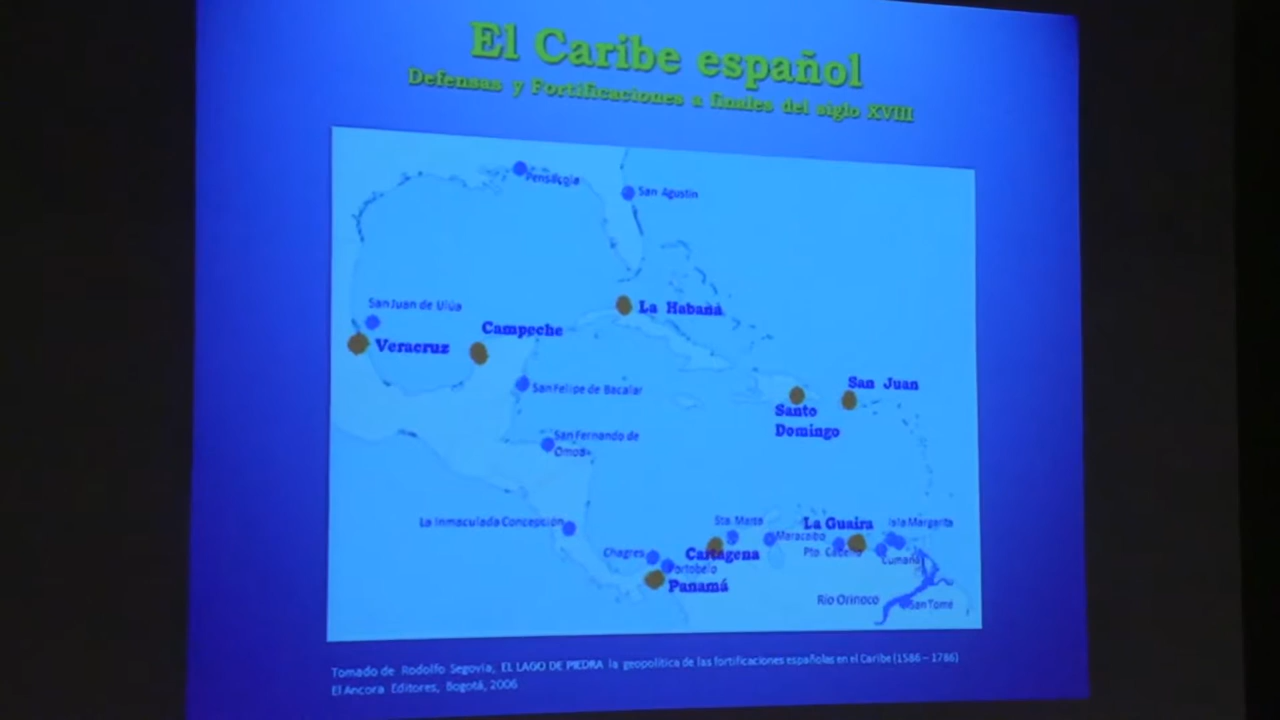 El Caribe español
Defensas y Fortificaciones a finales del siglo XVIII
Pensacola
San Agustin
San Juan de Ulúa
La Habana
Campeche
Veracruz
San Felipe de Bacalar
San Juan
Santo
Domingo
San Fernando de
Omoa
La Inmaculada Concepción
Sta. Marta
La Guaira
Isla Margarita
Maracaibo
Chagres
Cartagena
Pto. Cabello
Cumaná
Portobelo
Panamá
Río Orinoco
San Tomé
Tomado de Rodolfo Segovia, EL LAGO DE PIEDRA la geopolítica de las fortificaciones españolas en el Caribe (1586 – 1786)
El Ancora Editores, Bogotá, 2006